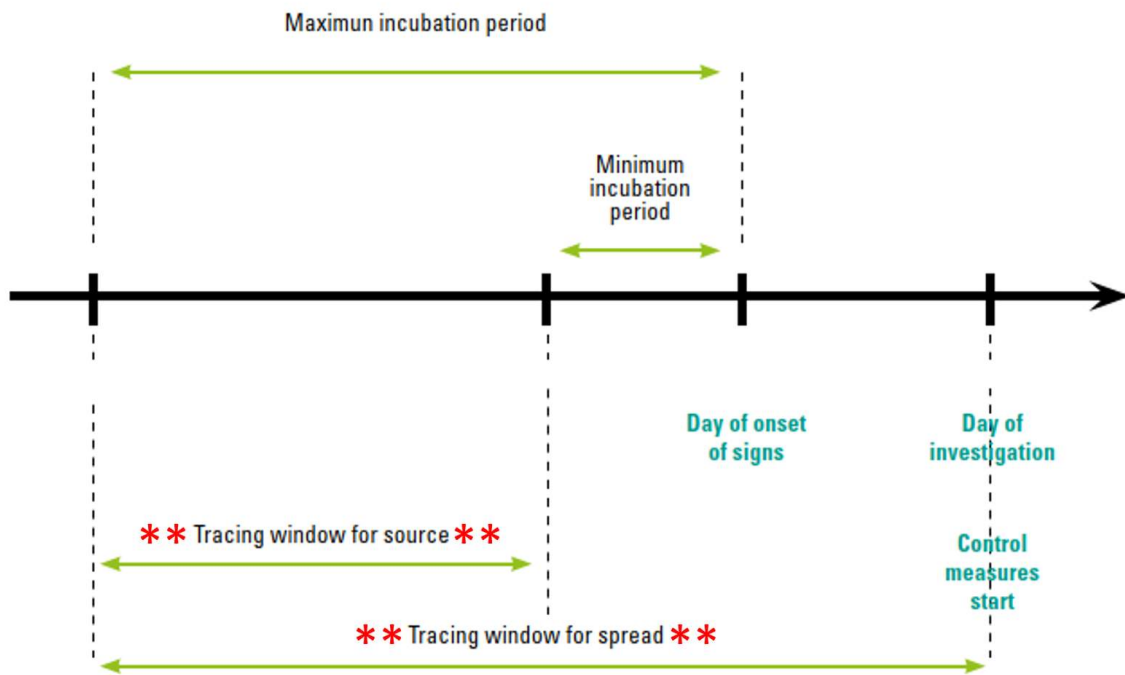 Maximun incubation period
Minimum
incubation
period
Day of onset
of signs
Day of
investigation
** Tracing window for source **
Control
measures
start
** Tracing window for spread **